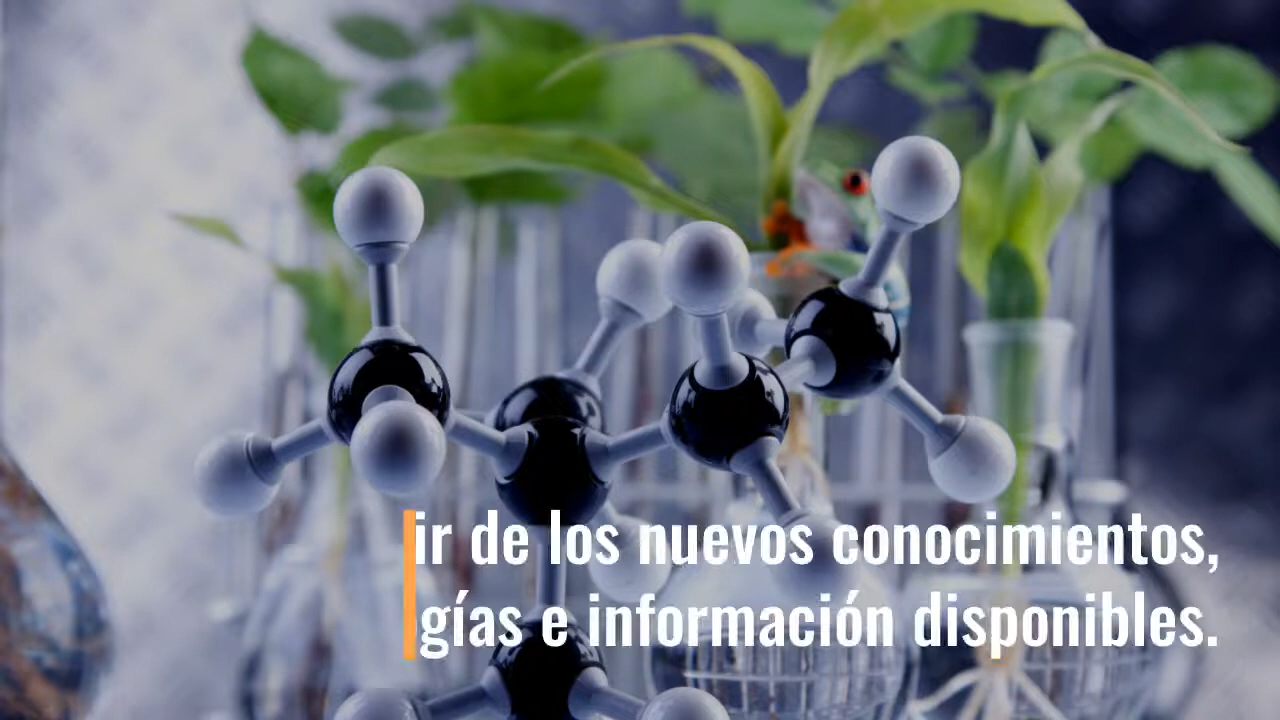 ir de los nuevos conocimientos,
gías e información disponibles.